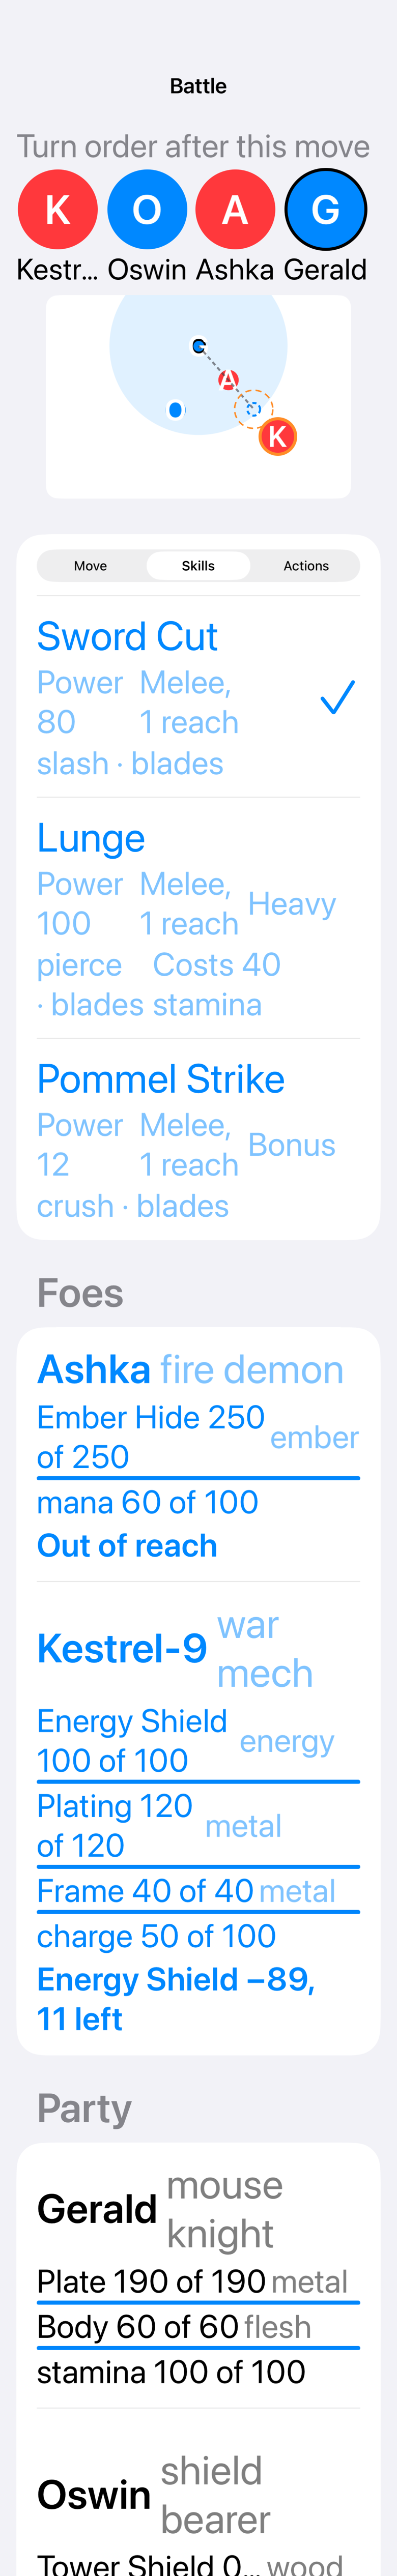 Battle
Turn order after this move
K O A G
Kestr... Oswin Ashka Gerald
A
K
Move Skills Actions
Sword Cut
Power 80 Melee, 1 reach
slash · blades
Lunge
Power 100 Melee, 1 reach Heavy
pierce · blades Costs 40 stamina
Pommel Strike
Power 12 Melee, 1 reach Bonus
crush · blades
Foes
Ashka fire demon
Ember Hide 250 of 250 ember
mana 60 of 100
Out of reach
Kestrel-9 war mech
Energy Shield 100 of 100 energy
Plating 120 of 120 metal
Frame 40 of 40 metal
charge 50 of 100
Energy Shield −89, 11 left
Party
Gerald mouse knight
Plate 190 of 190 metal
Body 60 of 60 flesh
stamina 100 of 100
Oswin shield bearer
Tower Shield 0... wood